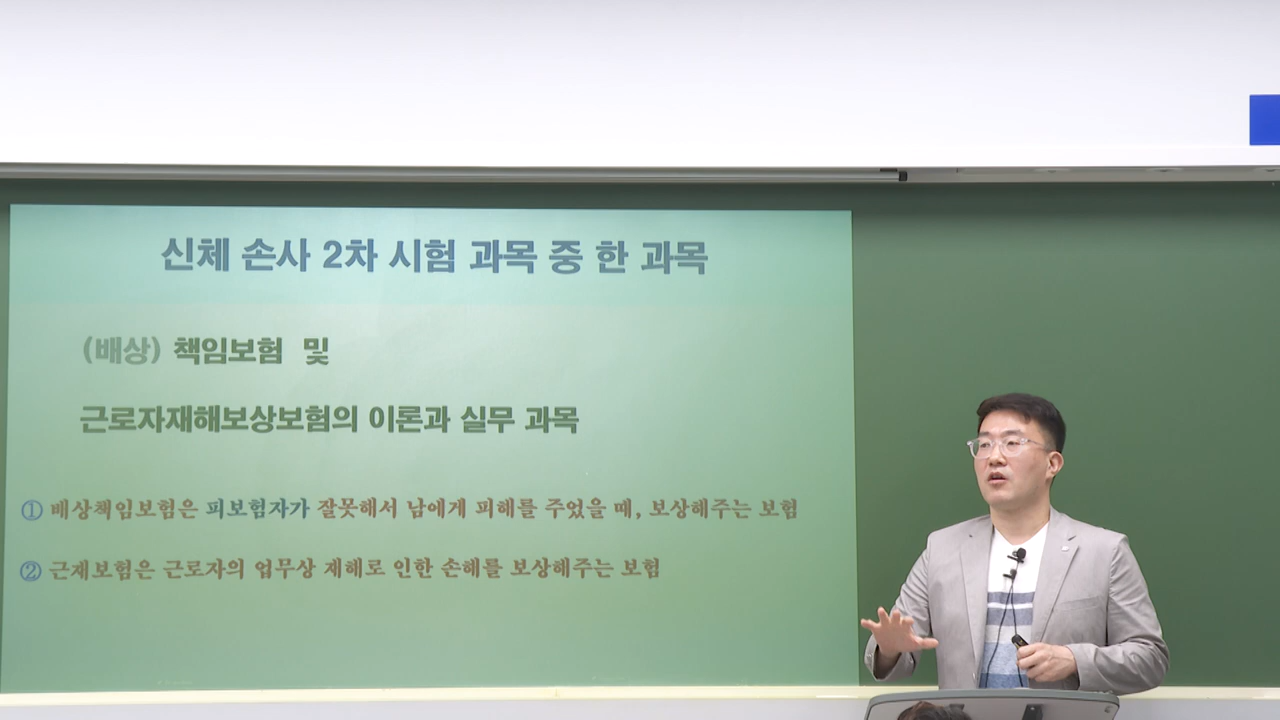 신체 손사 2차 시험 과목 중 한 과목
(배상) 책임보험 및
근로자재해보상보험의 이론과 실무 과목
① 배상책임보험은 피보험자가 잘못해서 남에게 피해를 주었을 때, 보상해주는 보험
② 근재보험은 근로자의 업무상 재해로 인한 손해를 보상해주는 보험